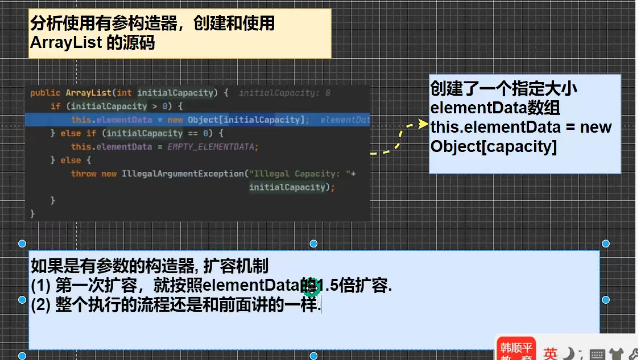 分析使用有参构造器，创建和使用
ArrayList 的源码
public ArrayList(int initialCapacity) {  initialCapacity: 8
if (initialCapacity > 0) {
this.elementData = new Object[initialCapacity];  elementDat
} else if (initialCapacity == 0) {
this.elementData = EMPTY_ELEMENTDATA;
} else {
throw new IllegalArgumentException("Illegal Capacity: "+
initialCapacity);
}
}
创建了一个指定大小
elementData数组
this.elementData = new
Object[capacity]
如果是有参数的构造器, 扩容机制
(1) 第一次扩容，就按照elementData的1.5倍扩容.
(2) 整个执行的流程还是和前面讲的一样.
韩顺平
英